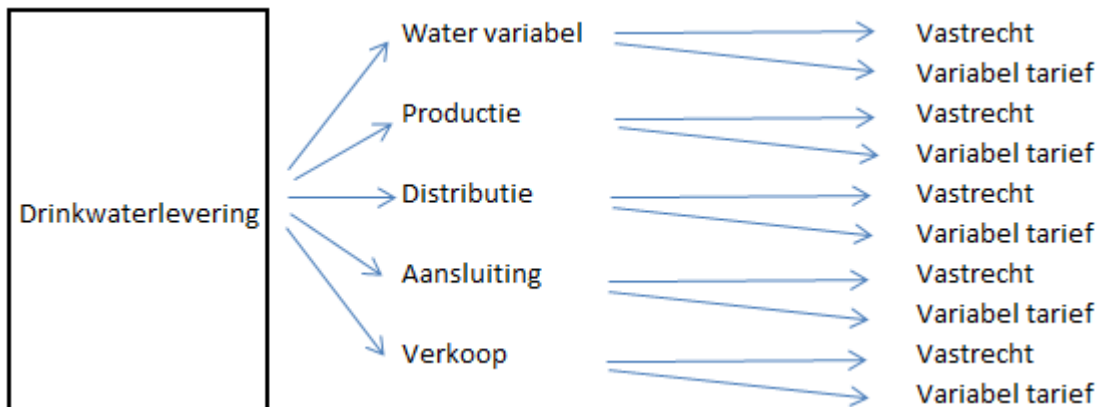 Drinkwaterlevering
Water variabel
Vastrecht
Variabel tarief
Productie
Vastrecht
Variabel tarief
Distributie
Vastrecht
Variabel tarief
Aansluiting
Vastrecht
Variabel tarief
Verkoop
Vastrecht
Variabel tarief